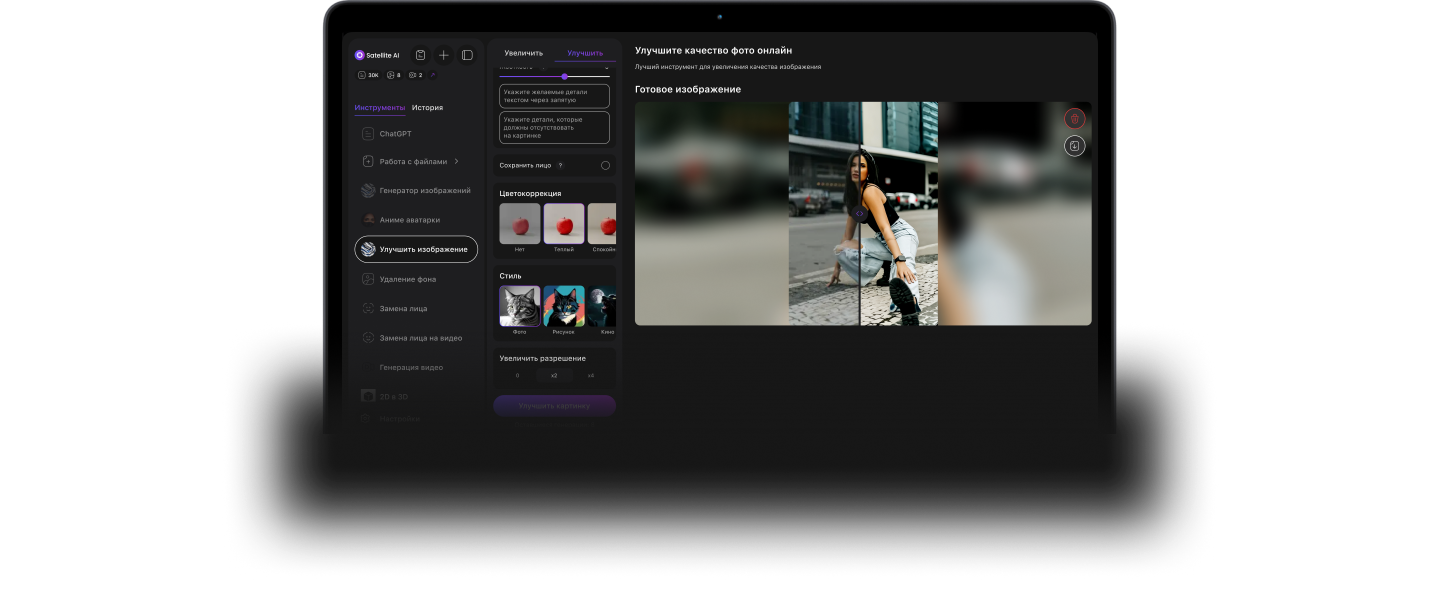 Satellite AI
30K
8
2
Инструменты
История
ChatGPT
Работа с файлами
Генератор изображений
Аниме аватарки
Улучшить изображение
Удаление фона
Замена лица
Замена лица на видео
Генерация видео
2D в 3D
Настройки
Увеличить
Улучшить
Укажите желаемые детали
текстом через запятую
Укажите детали, которые
должны отсутствовать
на картинке
Сохранить лицо
?
Цветокоррекция
Нет
Теплый
Спокойн
Стиль
Фото
Рисунок
Кино
Увеличить разрешение
0
x2
x4
Улучшить картинку
Улучшите качество фото онлайн
Лучший инструмент для увеличения качества изображения
Готовое изображение